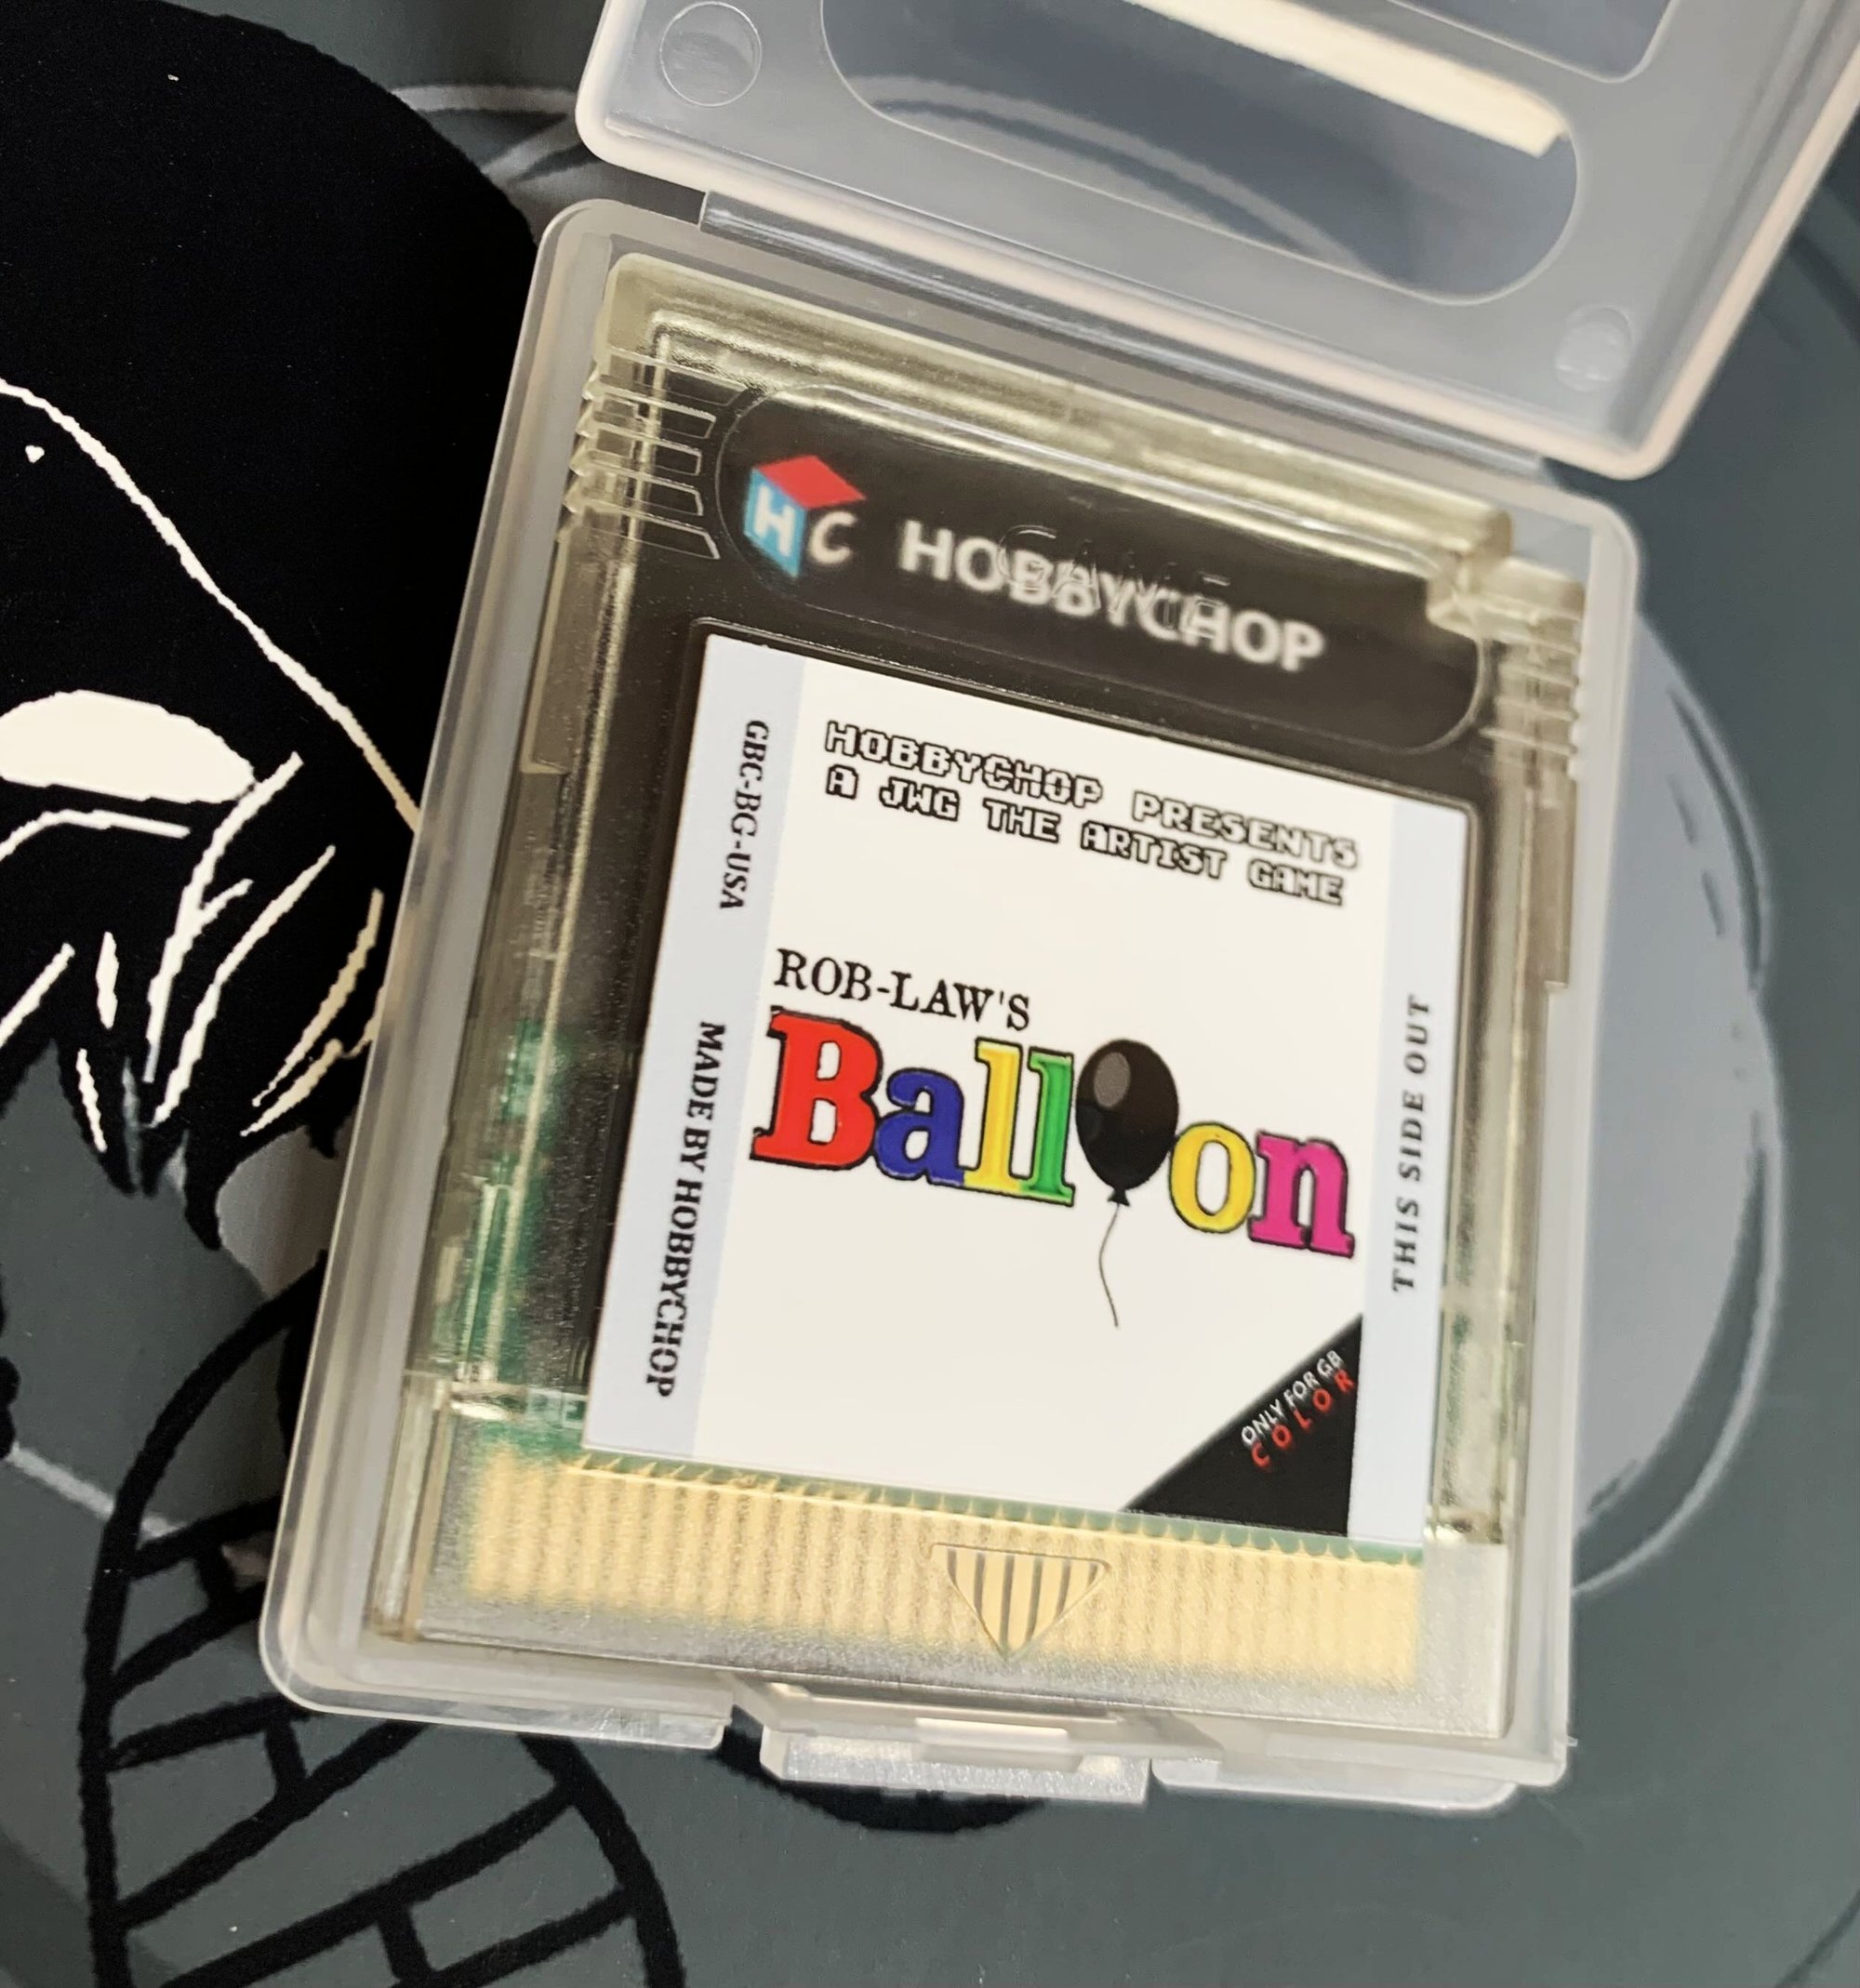 HC HOBBYCHOP
GAME
HOBBYCHOP PRESENTS
A JWG THE ARTIST GAME
GBC-BG-USA
MADE BY HOBBYCHOP
ROB-LAW'S
Balloon
THIS SIDE OUT
ONLY FOR GB
COLOR